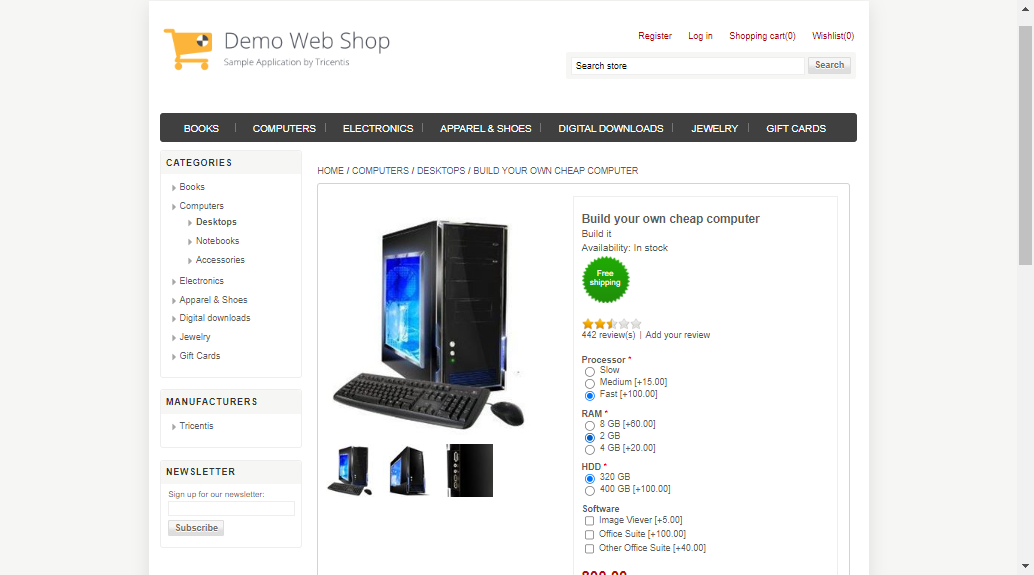 Demo Web Shop
Sample Application by Tricentis
Register Log in Shopping cart(0) Wishlist(0)
Search store Search
BOOKS COMPUTERS ELECTRONICS APPAREL & SHOES DIGITAL DOWNLOADS JEWELRY GIFT CARDS
CATEGORIES
Books
Computers
Desktops
Notebooks
Accessories
Electronics
Apparel & Shoes
Digital downloads
Jewelry
Gift Cards
MANUFACTURERS
Tricentis
NEWSLETTER
Sign up for our newsletter:
Subscribe
HOME / COMPUTERS / DESKTOPS / BUILD YOUR OWN CHEAP COMPUTER
Build your own cheap computer
Build it
Availability: In stock
Free
shipping
442 review(s) | Add your review
Processor *
Slow
Medium [+15.00]
Fast [+100.00]
RAM *
8 GB [+60.00]
2 GB
4 GB [+20.00]
HDD *
320 GB
400 GB [+100.00]
Software
Image Viever [+5.00]
Office Suite [+100.00]
Other Office Suite [+40.00]